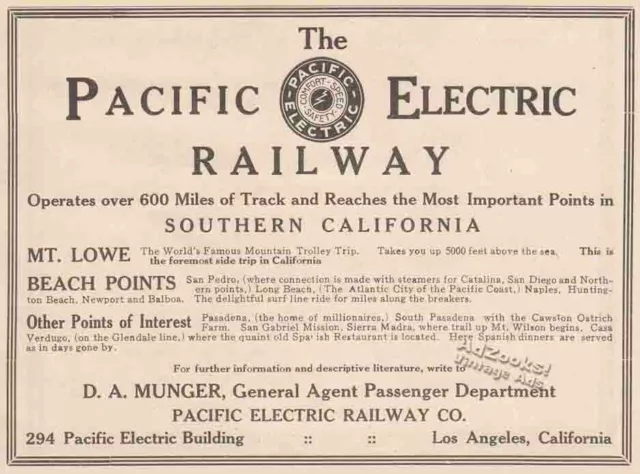 The
PACIFIC ELECTRIC
PACIFIC ELECTRIC
COMFORT-SPEED SAFETY
RAILWAY
Operates over 600 Miles of Track and Reaches the Most Important Points in
SOUTHERN CALIFORNIA
MT. LOWE The World's Famous Mountain Trolley Trip. Takes you up 5000 feet above the sea. This is
the foremost side trip in California
BEACH POINTS San Pedro, (where connection is made with steamers for Catalina, San Diego and North-
ern points,) Long Beach, (The Atlantic City of the Pacific Coast,) Naples, Hunting-
ton Beach, Newport and Balboa. The delightful surf line ride for miles along the breakers.
Other Points of Interest Pasadena, (the home of millionaires,) South Pasadena with the Cawston Ostrich
Farm. San Gabriel Mission, Sierra Madra, where trail up Mt. Wilson begins, Casa
Verdugo, (on the Glendale line,) where the quaint old Spanish Restaurant is located. Here Spanish dinners are served
as in days gone by.
AdZooks!
Vintage Ads
For further information and descriptive literature, write to
D. A. MUNGER, General Agent Passenger Department
PACIFIC ELECTRIC RAILWAY CO.
294 Pacific Electric Building :: :: Los Angeles, California